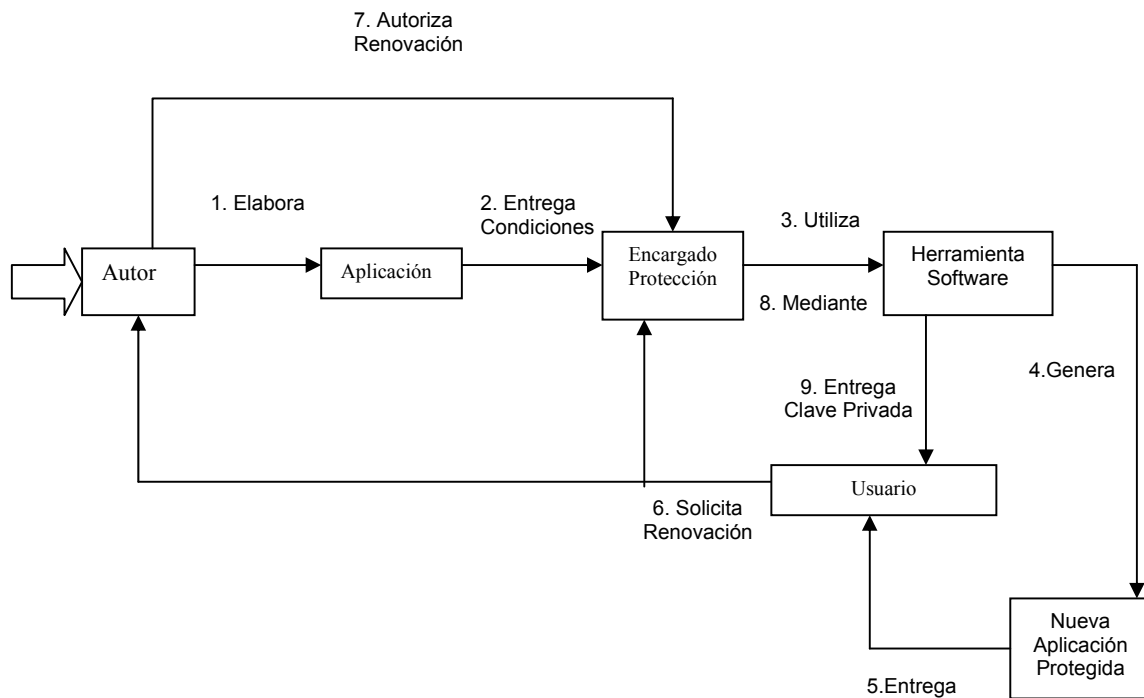 7. Autoriza
Renovación
1. Elabora
2. Entrega
Condiciones
3. Utiliza
Autor
Aplicación
Encargado
Protección
Herramienta
Software
8. Mediante
4.Genera
9. Entrega
Clave Privada
Usuario
6. Solicita
Renovación
Nueva
Aplicación
Protegida
5.Entrega